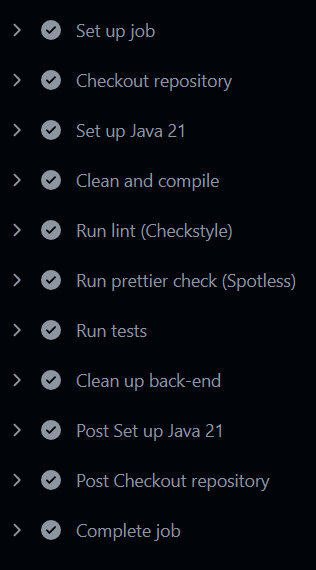 Set up job
Checkout repository
Set up Java 21
Clean and compile
Run lint (Checkstyle)
Run prettier check (Spotless)
Run tests
Clean up back-end
Post Set up Java 21
Post Checkout repository
Complete job